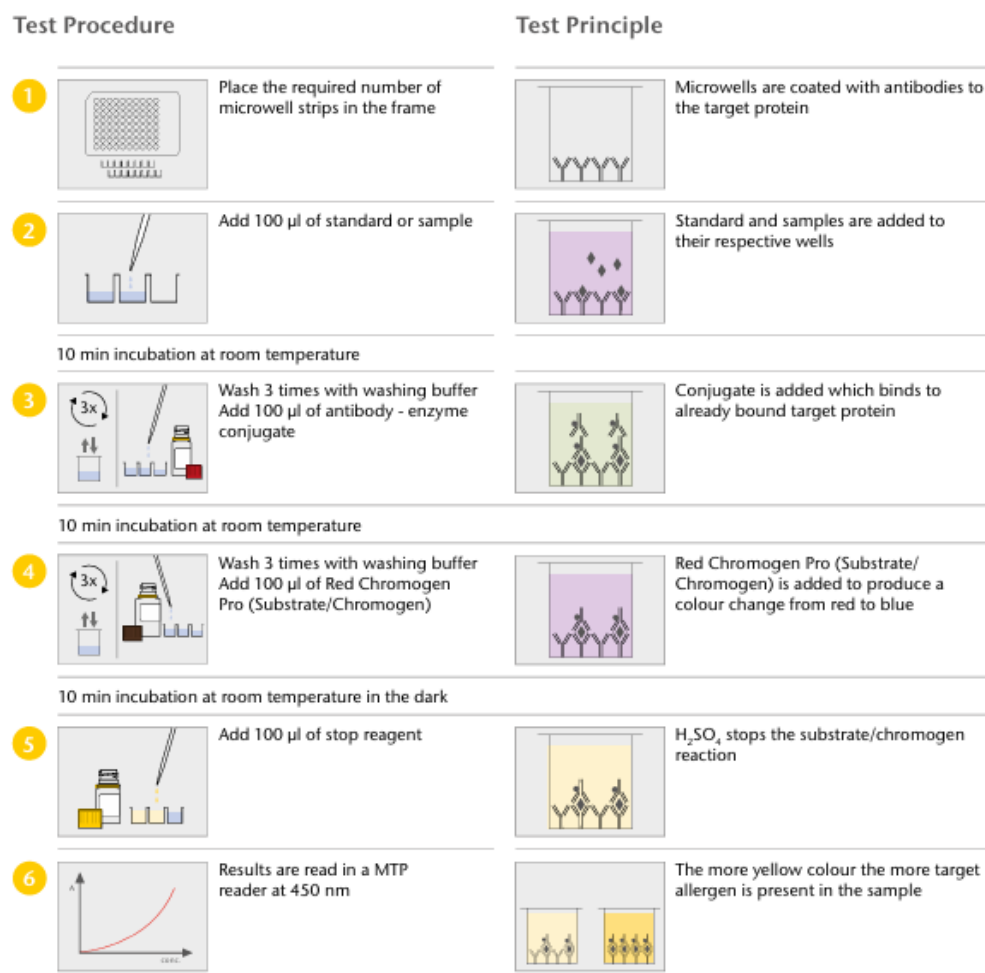 Test Procedure
Test Principle
1
Place the required number of
microwell strips in the frame
Microwells are coated with antibodies to
the target protein
2
Add 100 µl of standard or sample
Standard and samples are added to
their respective wells
10 min incubation at room temperature
3
3x
Wash 3 times with washing buffer
Add 100 µl of antibody - enzyme
conjugate
Conjugate is added which binds to
already bound target protein
10 min incubation at room temperature
4
3x
Wash 3 times with washing buffer
Add 100 µl of Red Chromogen
Pro (Substrate/Chromogen)
Red Chromogen Pro (Substrate/
Chromogen) is added to produce a
colour change from red to blue
10 min incubation at room temperature in the dark
5
Add 100 µl of stop reagent
H₂SO₄ stops the substrate/chromogen
reaction
6
A
conc.
Results are read in a MTP
reader at 450 nm
The more yellow colour the more target
allergen is present in the sample